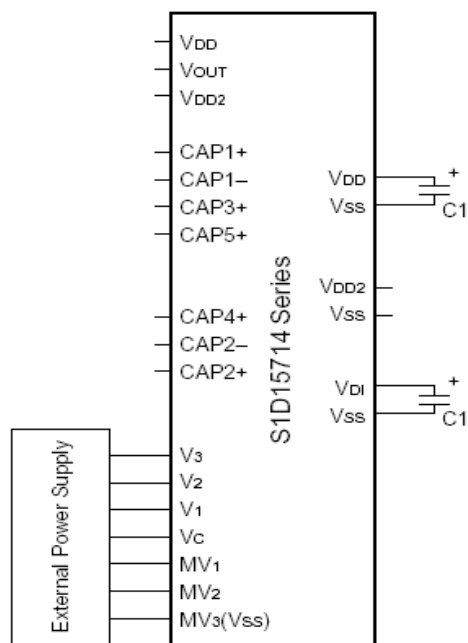 VDD
VOUT
VDD2
CAP1+
CAP1–
CAP3+
CAP5+
CAP4+
CAP2–
CAP2+
V3
V2
V1
VC
MV1
MV2
MV3(VSS)
External Power Supply
S1D15714 Series
VDD
VSS
+
C1
VDD2
VSS
VDI
VSS
+
C1